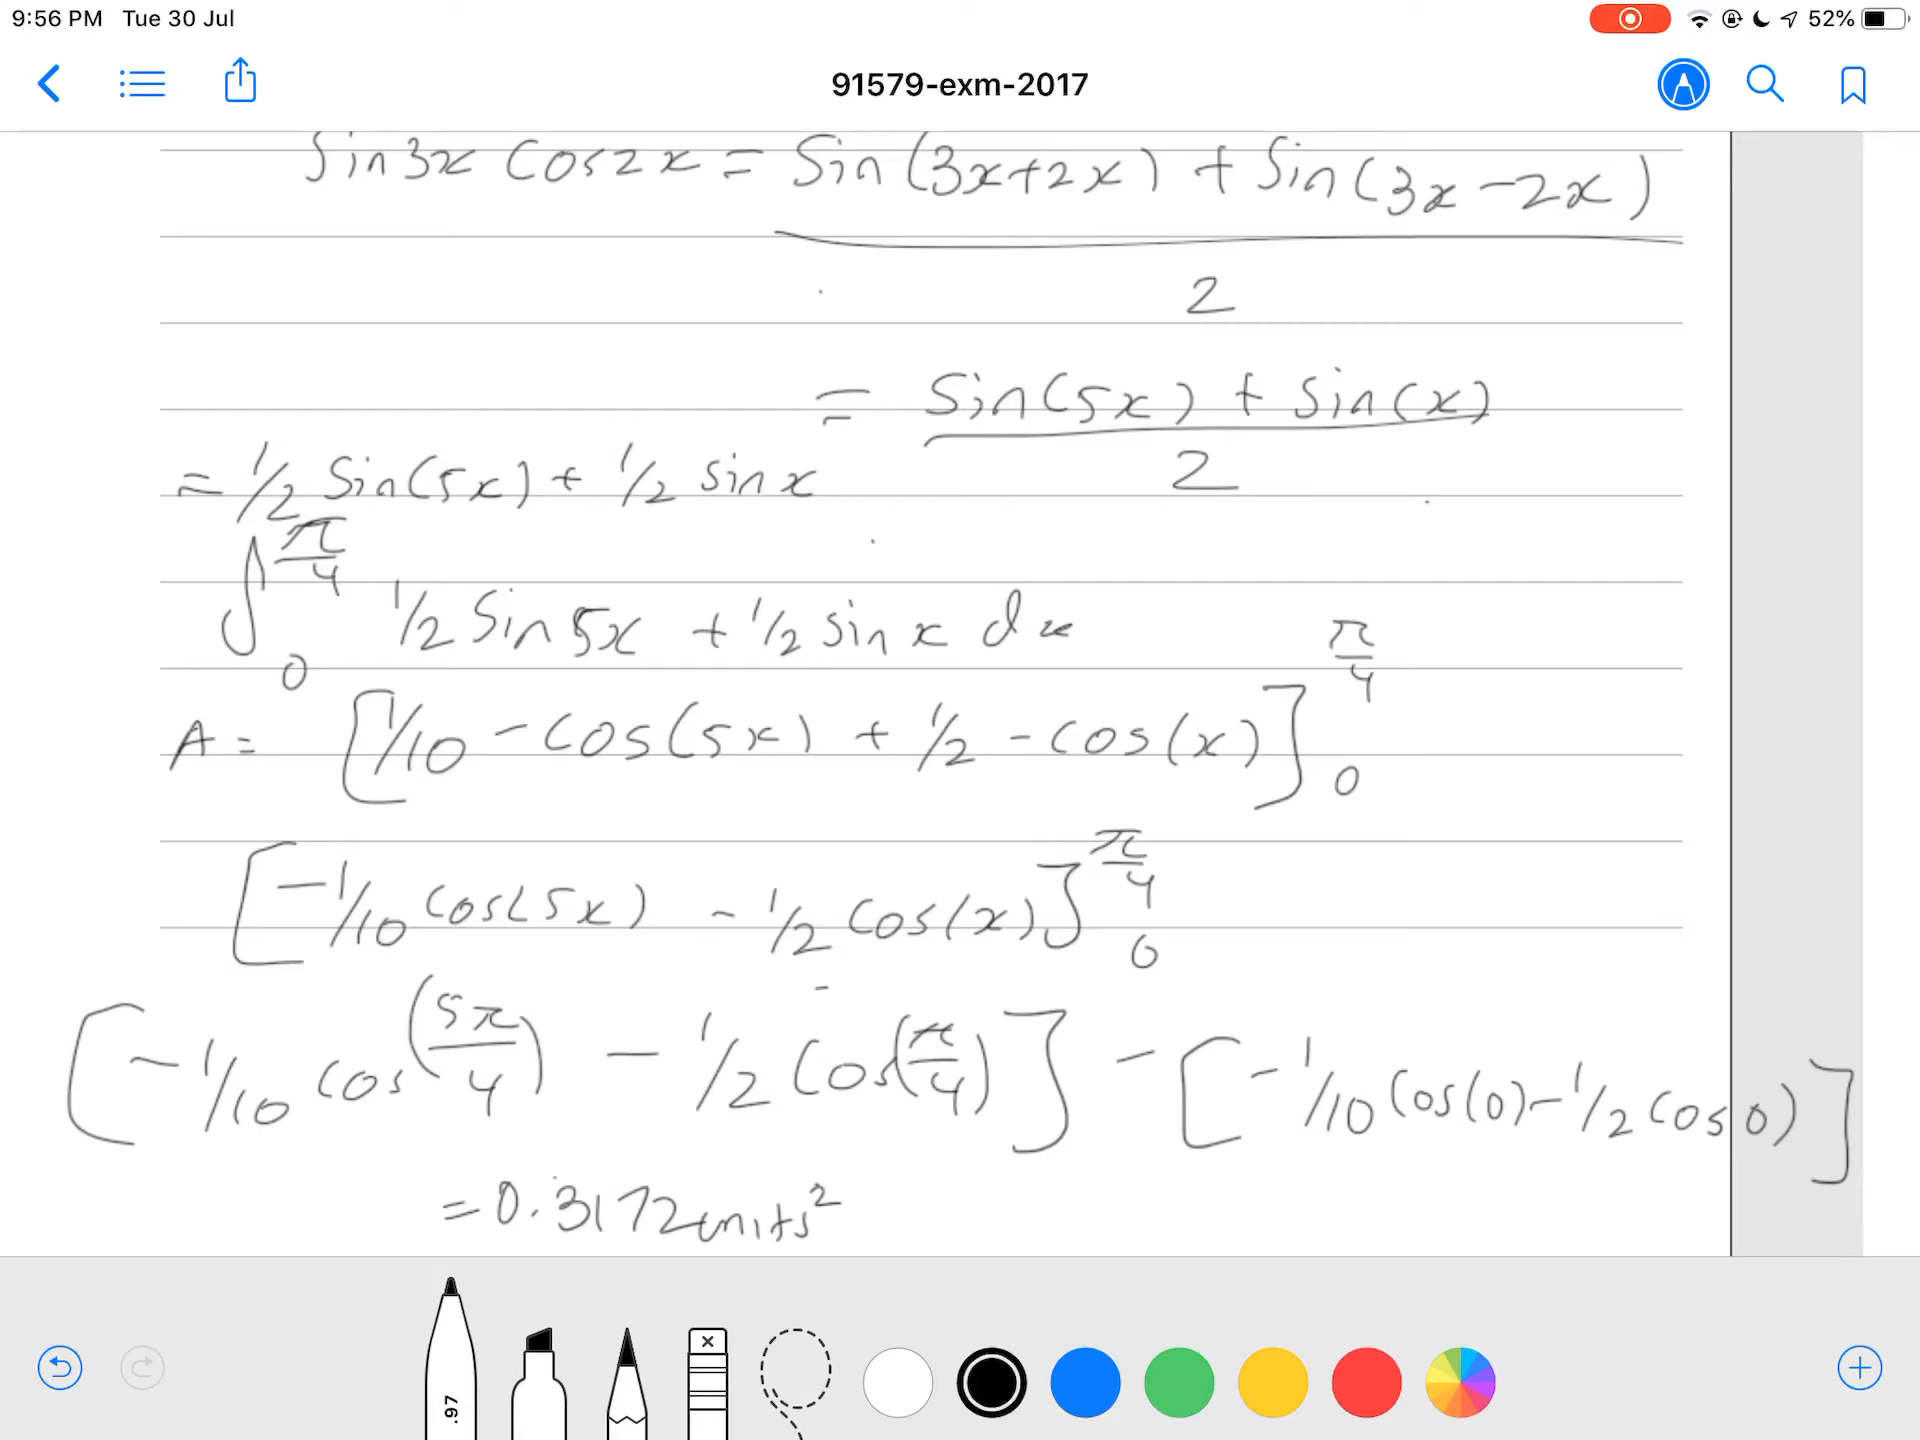 9:56 PM Tue 30 Jul 52%
91579-exm-2017
Sin3x Cos2x = Sin(3x+2x) + Sin(3x-2x)
2
= Sin(5x) + Sin(x)
2
= 1/2 Sin(5x) + 1/2 sin x
∫ π/4 0 1/2 Sin 5x + 1/2 sin x dx
A = [1/10 - cos(5x) + 1/2 - cos(x)] π/4 0
[-1/10 cos(5x) - 1/2 cos(x)] π/4 0
[-1/10 cos(5π/4) - 1/2 cos(π/4)] - [-1/10 cos(0) - 1/2 cos 0)]
= 0.3172 units²
.97